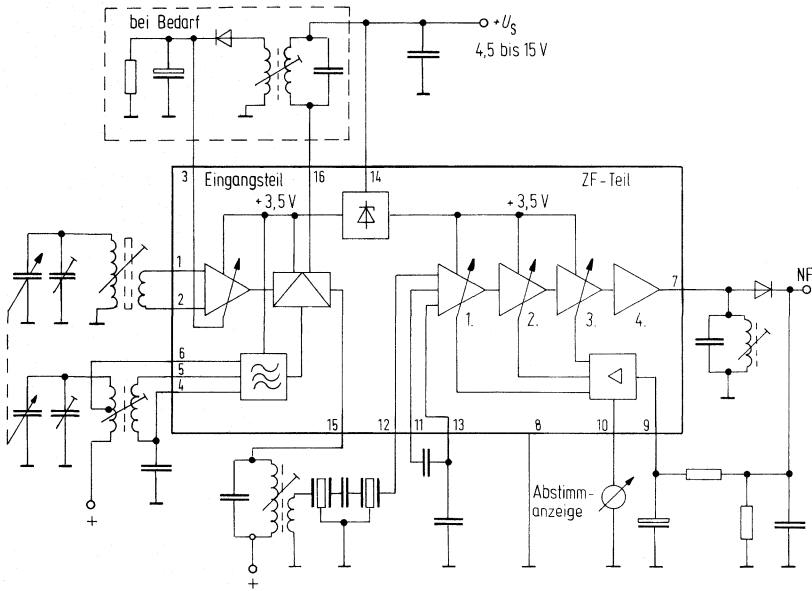 bei Bedarf
+U_S
4,5 bis 15 V
3
Eingangsteil
16
14
ZF-Teil
+3,5 V
+3,5 V
1
2
7
NF
1.
2.
3.
4.
6
5
4
15
12
11
13
8
10
9
Abstimm-
anzeige
+
+